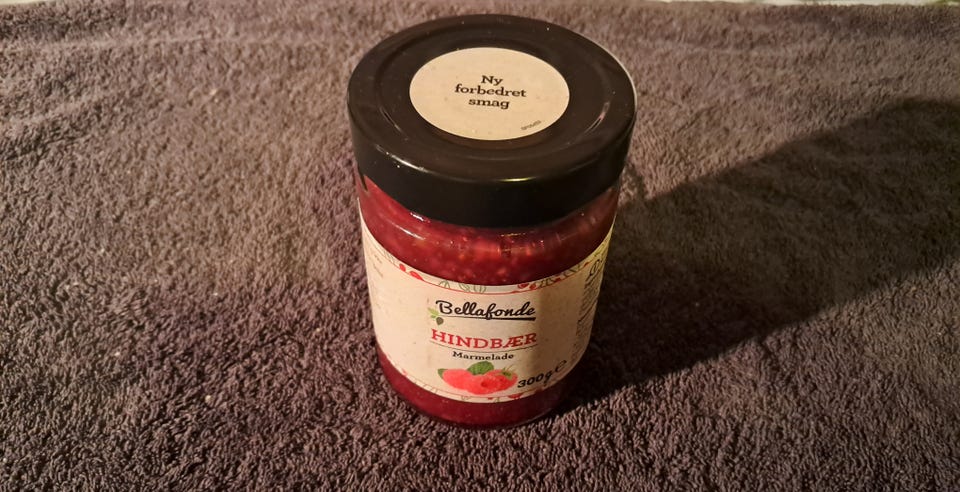 Ny
forbedret
smag
Bellafonde
HINDBÆR
Marmelade
300g e